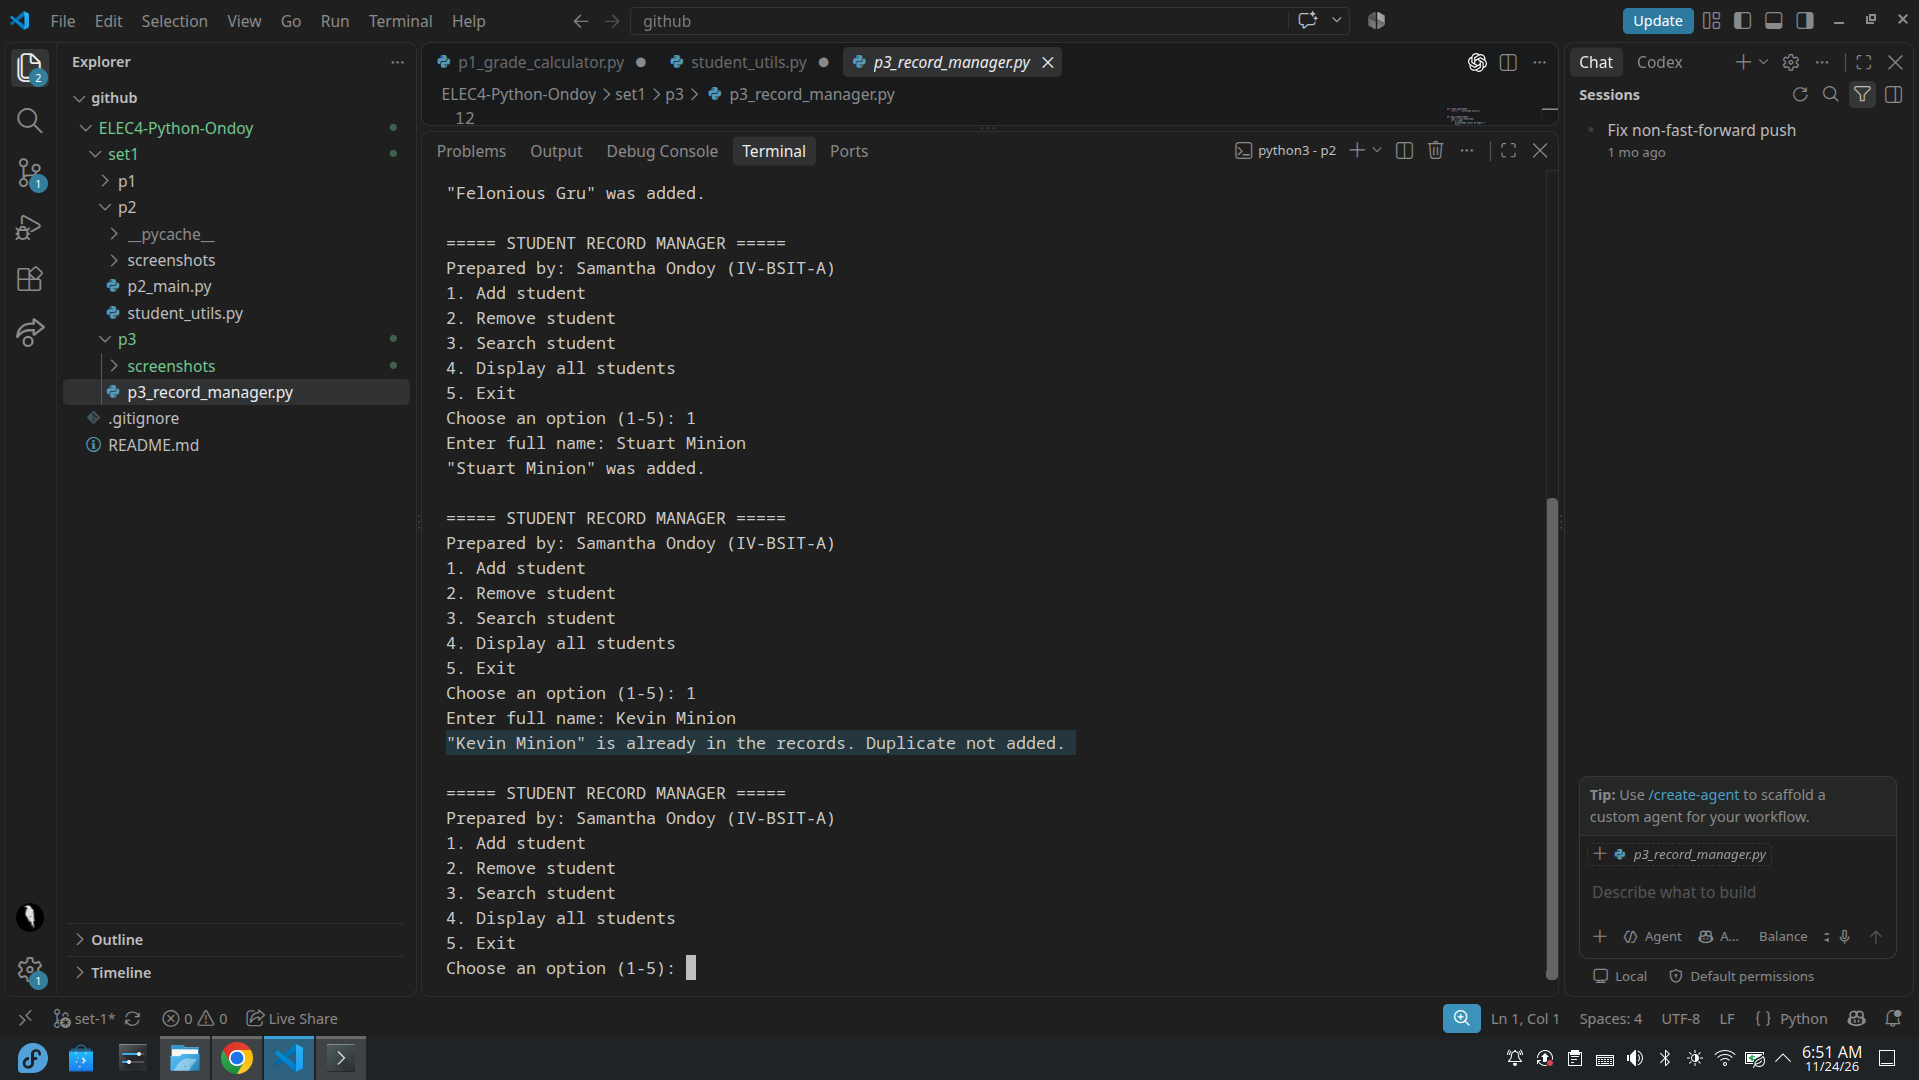 File Edit Selection View Go Run Terminal Help
github
Update
Explorer
github
ELEC4-Python-Ondoy
set1
p1
p2
__pycache__
screenshots
p2_main.py
student_utils.py
p3
screenshots
p3_record_manager.py
.gitignore
README.md
Outline
Timeline
2
1
1
p1_grade_calculator.py student_utils.py p3_record_manager.py
ELEC4-Python-Ondoy > set1 > p3 > p3_record_manager.py
12
Problems Output Debug Console Terminal Ports
python3 - p2
"Felonious Gru" was added.
===== STUDENT RECORD MANAGER =====
Prepared by: Samantha Ondoy (IV-BSIT-A)
1. Add student
2. Remove student
3. Search student
4. Display all students
5. Exit
Choose an option (1-5): 1
Enter full name: Stuart Minion
"Stuart Minion" was added.
===== STUDENT RECORD MANAGER =====
Prepared by: Samantha Ondoy (IV-BSIT-A)
1. Add student
2. Remove student
3. Search student
4. Display all students
5. Exit
Choose an option (1-5): 1
Enter full name: Kevin Minion
"Kevin Minion" is already in the records. Duplicate not added.
===== STUDENT RECORD MANAGER =====
Prepared by: Samantha Ondoy (IV-BSIT-A)
1. Add student
2. Remove student
3. Search student
4. Display all students
5. Exit
Choose an option (1-5):
Chat Codex
Sessions
Fix non-fast-forward push
1 mo ago
Tip: Use /create-agent to scaffold a
custom agent for your workflow.
p3_record_manager.py
Describe what to build
Agent A... Balance
Local Default permissions
set-1* 0 0 Live Share
Ln 1, Col 1 Spaces: 4 UTF-8 LF { } Python
6:51 AM
11/24/26